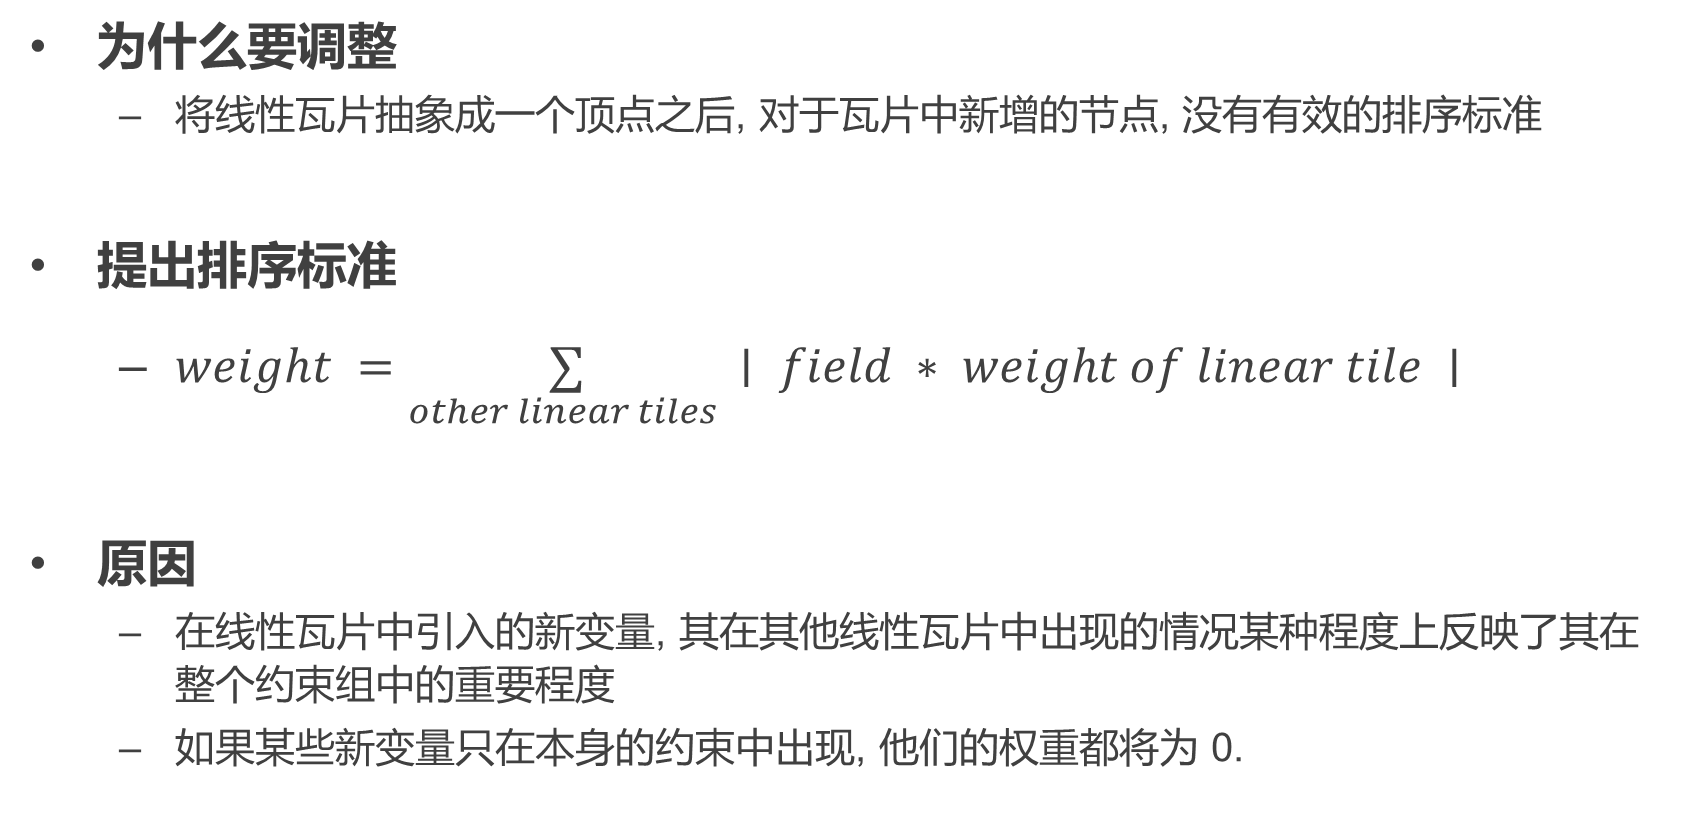 • 为什么要调整
– 将线性瓦片抽象成一个顶点之后, 对于瓦片中新增的节点, 没有有效的排序标准
• 提出排序标准
– weight = ∑ | field * weight of linear tile |
other linear tiles
• 原因
– 在线性瓦片中引入的新变量, 其在其他线性瓦片中出现的情况某种程度上反映了其在
整个约束组中的重要程度
– 如果某些新变量只在本身的约束中出现, 他们的权重都将为 0.